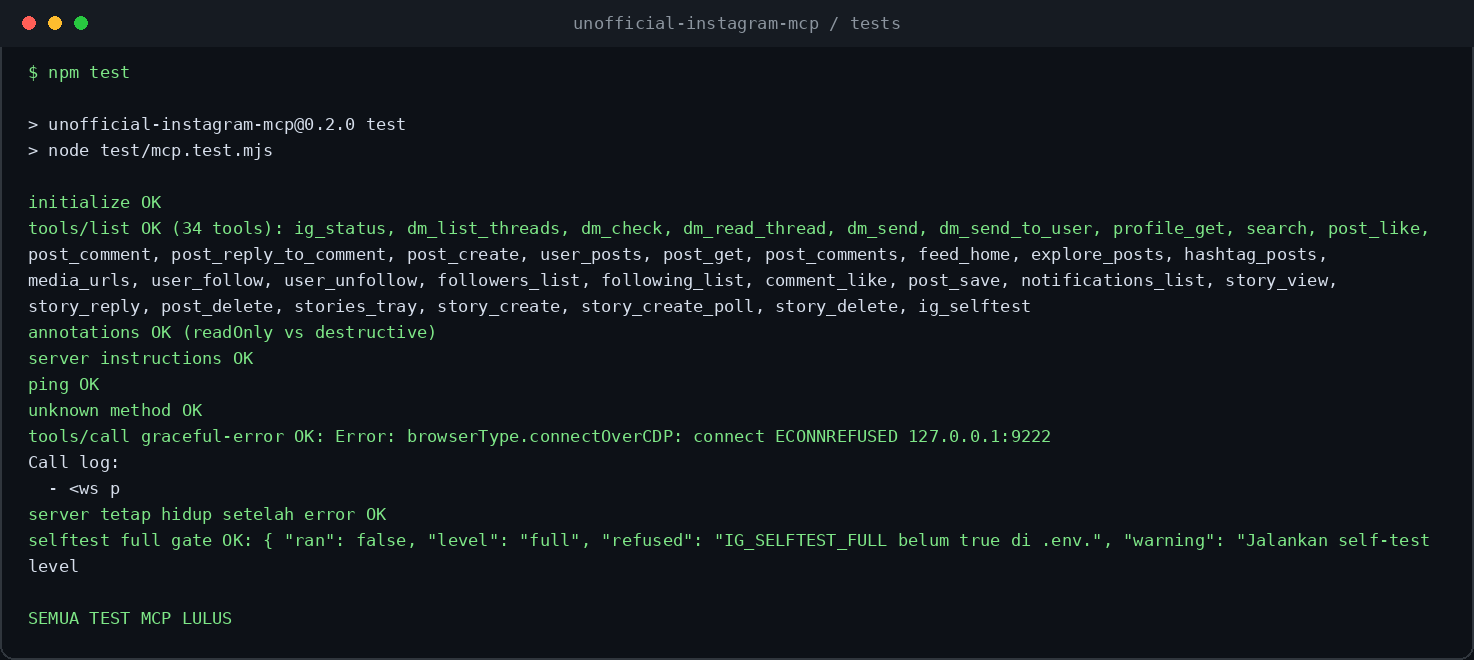 unofficial-instagram-mcp / tests
$ npm test
> unofficial-instagram-mcp@0.2.0 test
> node test/mcp.test.mjs
initialize OK
tools/list OK (34 tools): ig_status, dm_list_threads, dm_check, dm_read_thread, dm_send, dm_send_to_user, profile_get, search, post_like,
post_comment, post_reply_to_comment, post_create, user_posts, post_get, post_comments, feed_home, explore_posts, hashtag_posts,
media_urls, user_follow, user_unfollow, followers_list, following_list, comment_like, post_save, notifications_list, story_view,
story_reply, post_delete, stories_tray, story_create, story_create_poll, story_delete, ig_selftest
annotations OK (readOnly vs destructive)
server instructions OK
ping OK
unknown method OK
tools/call graceful-error OK: Error: browserType.connectOverCDP: connect ECONNREFUSED 127.0.0.1:9222
Call log:
  - <ws p
server tetap hidup setelah error OK
selftest full gate OK: { "ran": false, "level": "full", "refused": "IG_SELFTEST_FULL belum true di .env.", "warning": "Jalankan self-test
level
SEMUA TEST MCP LULUS